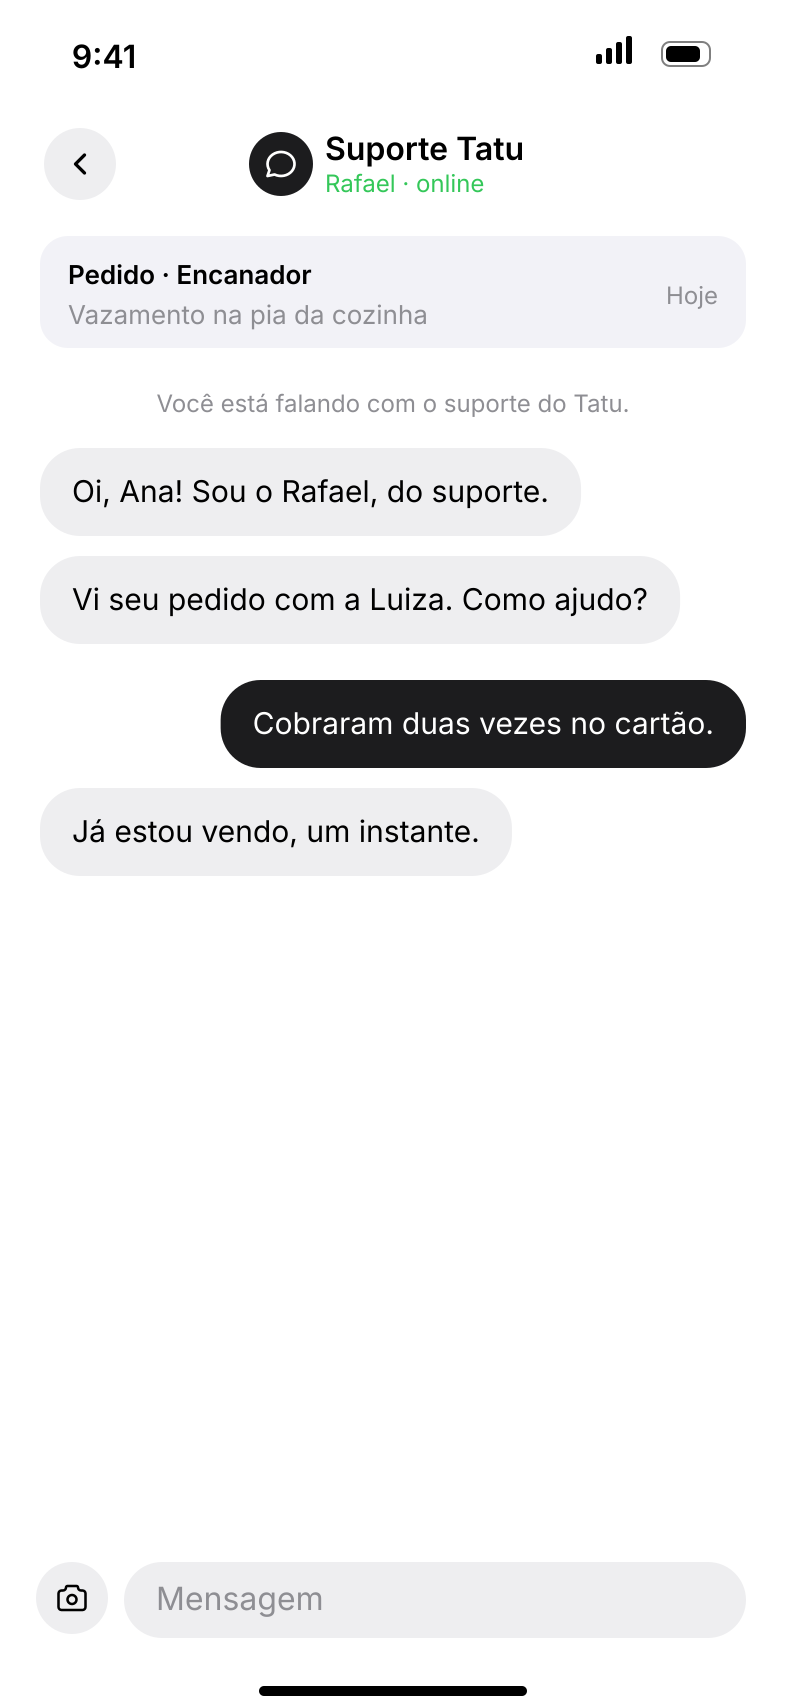 9:41
Suporte Tatu
Rafael · online
Pedido · Encanador
Vazamento na pia da cozinha
Hoje
Você está falando com o suporte do Tatu.
Oi, Ana! Sou o Rafael, do suporte.
Vi seu pedido com a Luiza. Como ajudo?
Cobraram duas vezes no cartão.
Já estou vendo, um instante.
Mensagem